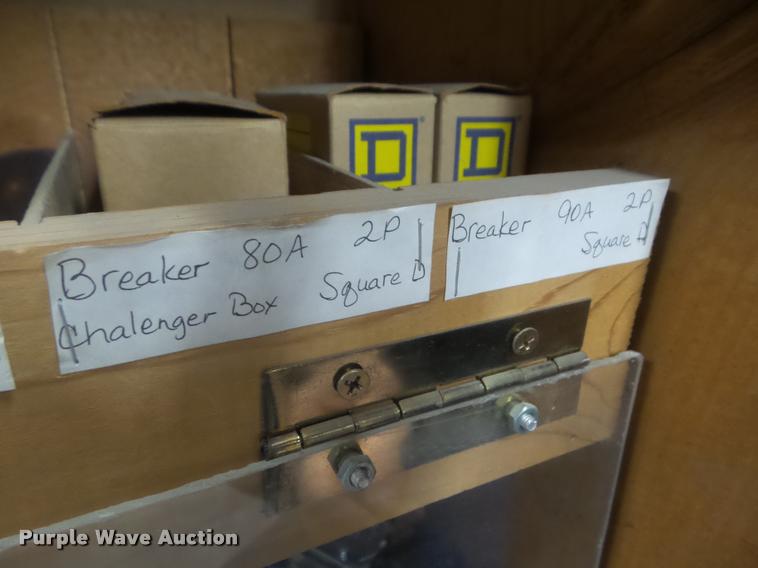 D
D
Breaker 80A 2P
Chalenger Box Square D
Breaker 90A 2P
Square D
Purple Wave Auction